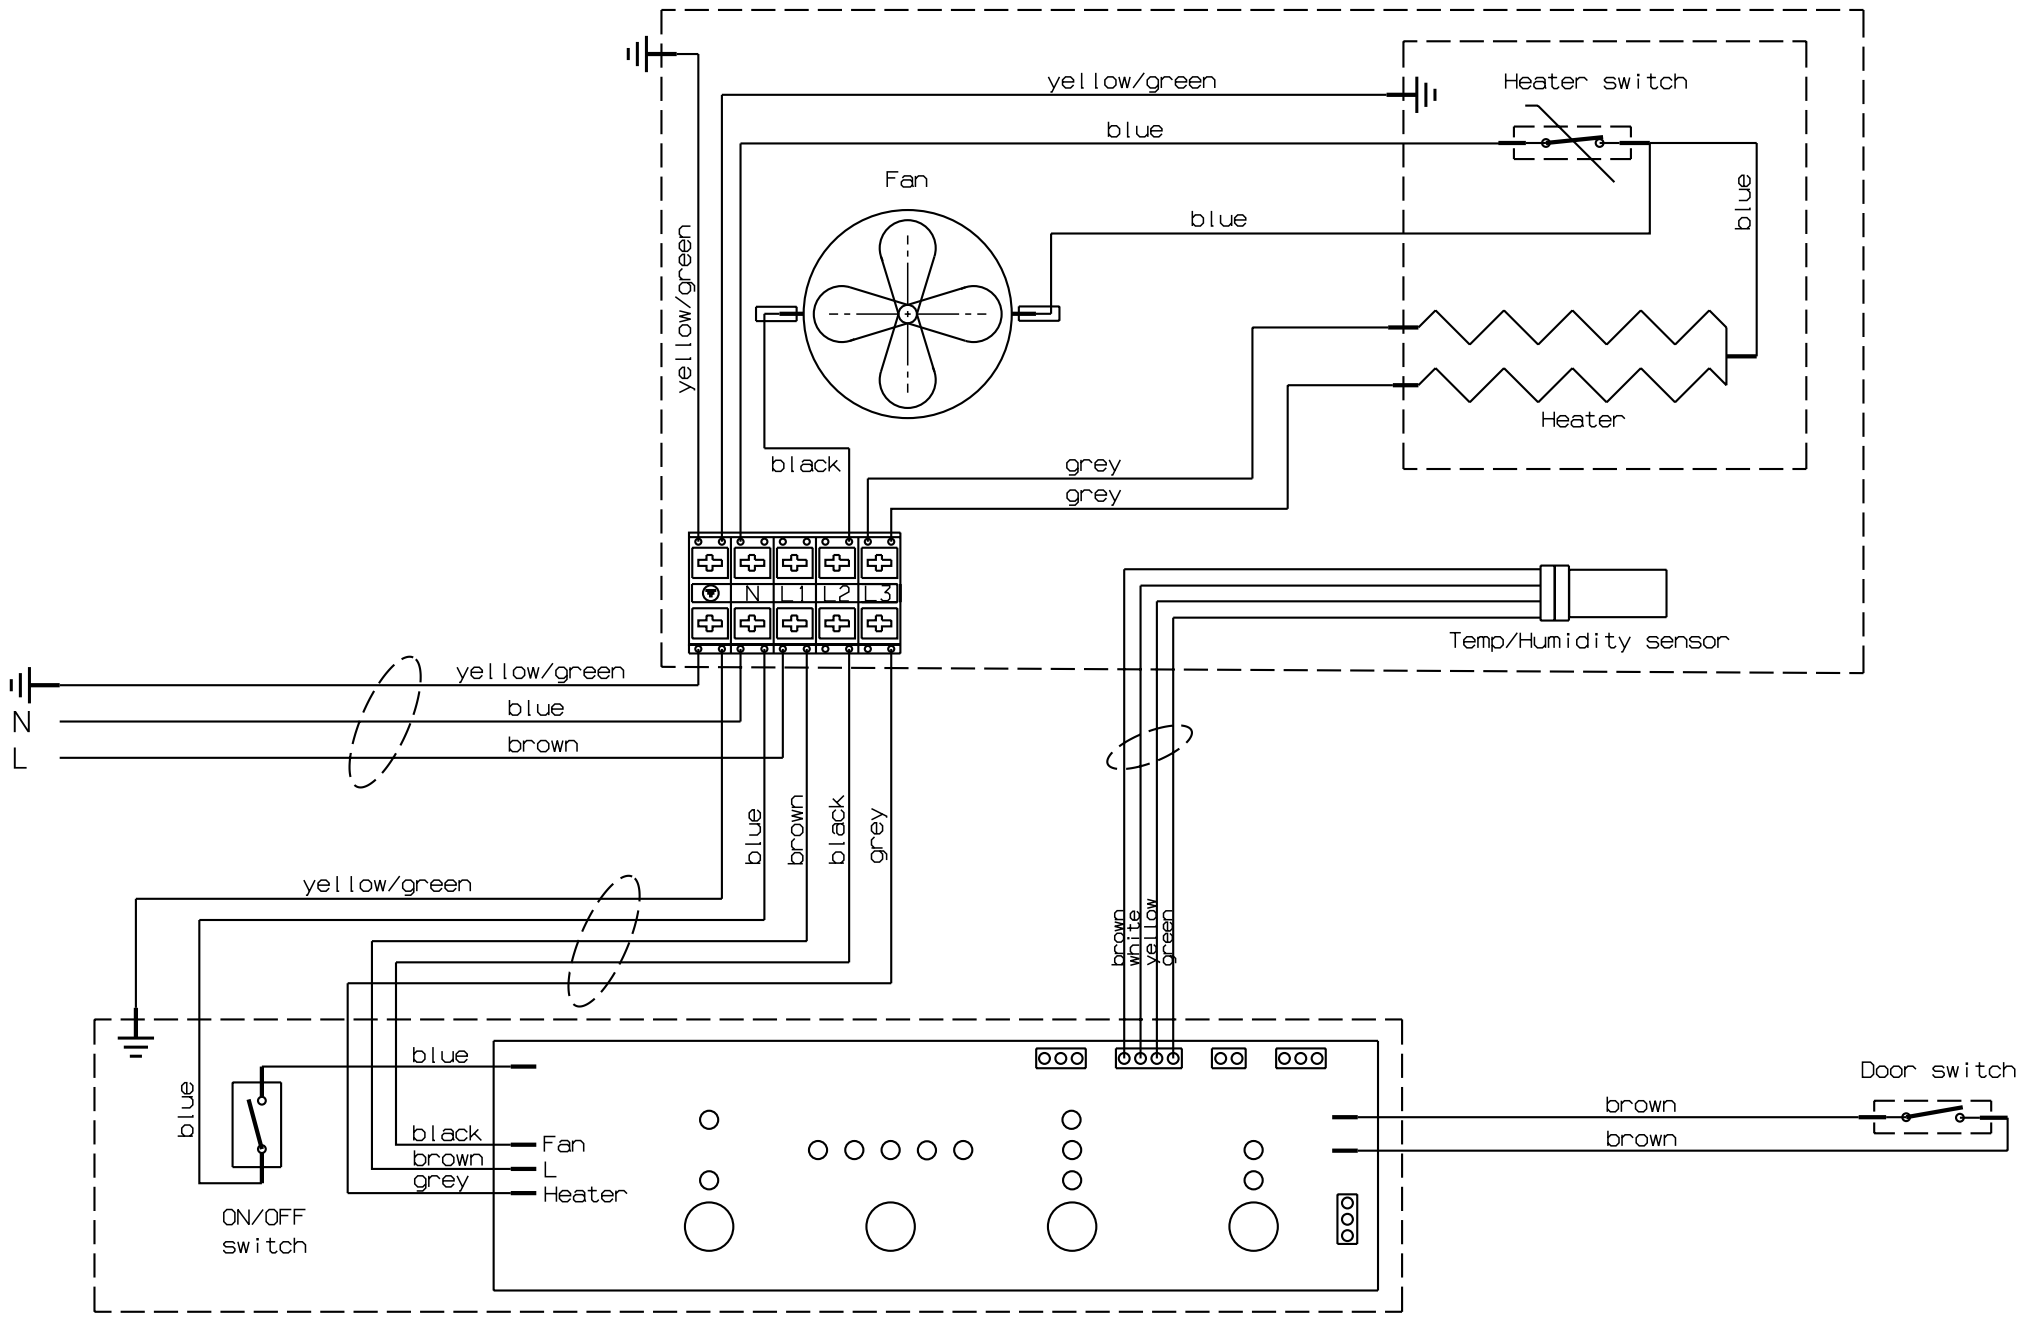 yellow/green
Heater switch
blue
Fan
blue
blue
yellow/green
Heater
black
grey
grey
N L1 L2 L3
Temp/Humidity sensor
yellow/green
N
blue
L
brown
blue
brown
black
grey
yellow/green
brown
white
yellow
green
blue
Door switch
blue
brown
black
Fan
brown
brown
L
grey
Heater
ON/OFF
switch